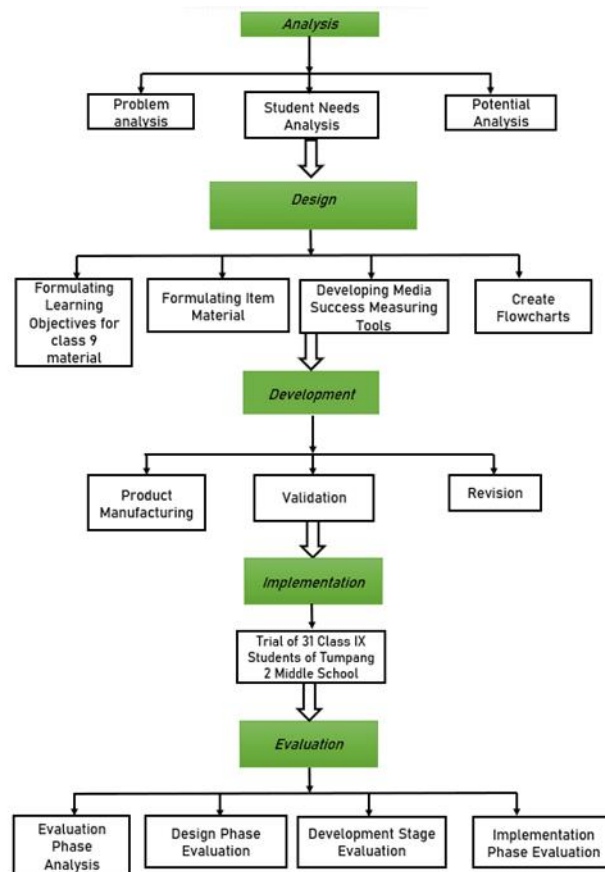 Analysis
Problem
analysis
Student Needs
Analysis
Potential
Analysis
Design
Formulating
Learning
Objectives for
class 9
material
Formulating Item
Material
Developing Media
Success Measuring
Tools
Create
Flowcharts
Development
Product
Manufacturing
Validation
Revision
Implementation
Trial of 31 Class IX
Students of Tumpang
2 Middle School
Evaluation
Evaluation
Phase
Analysis
Design Phase
Evaluation
Development Stage
Evaluation
Implementation
Phase Evaluation